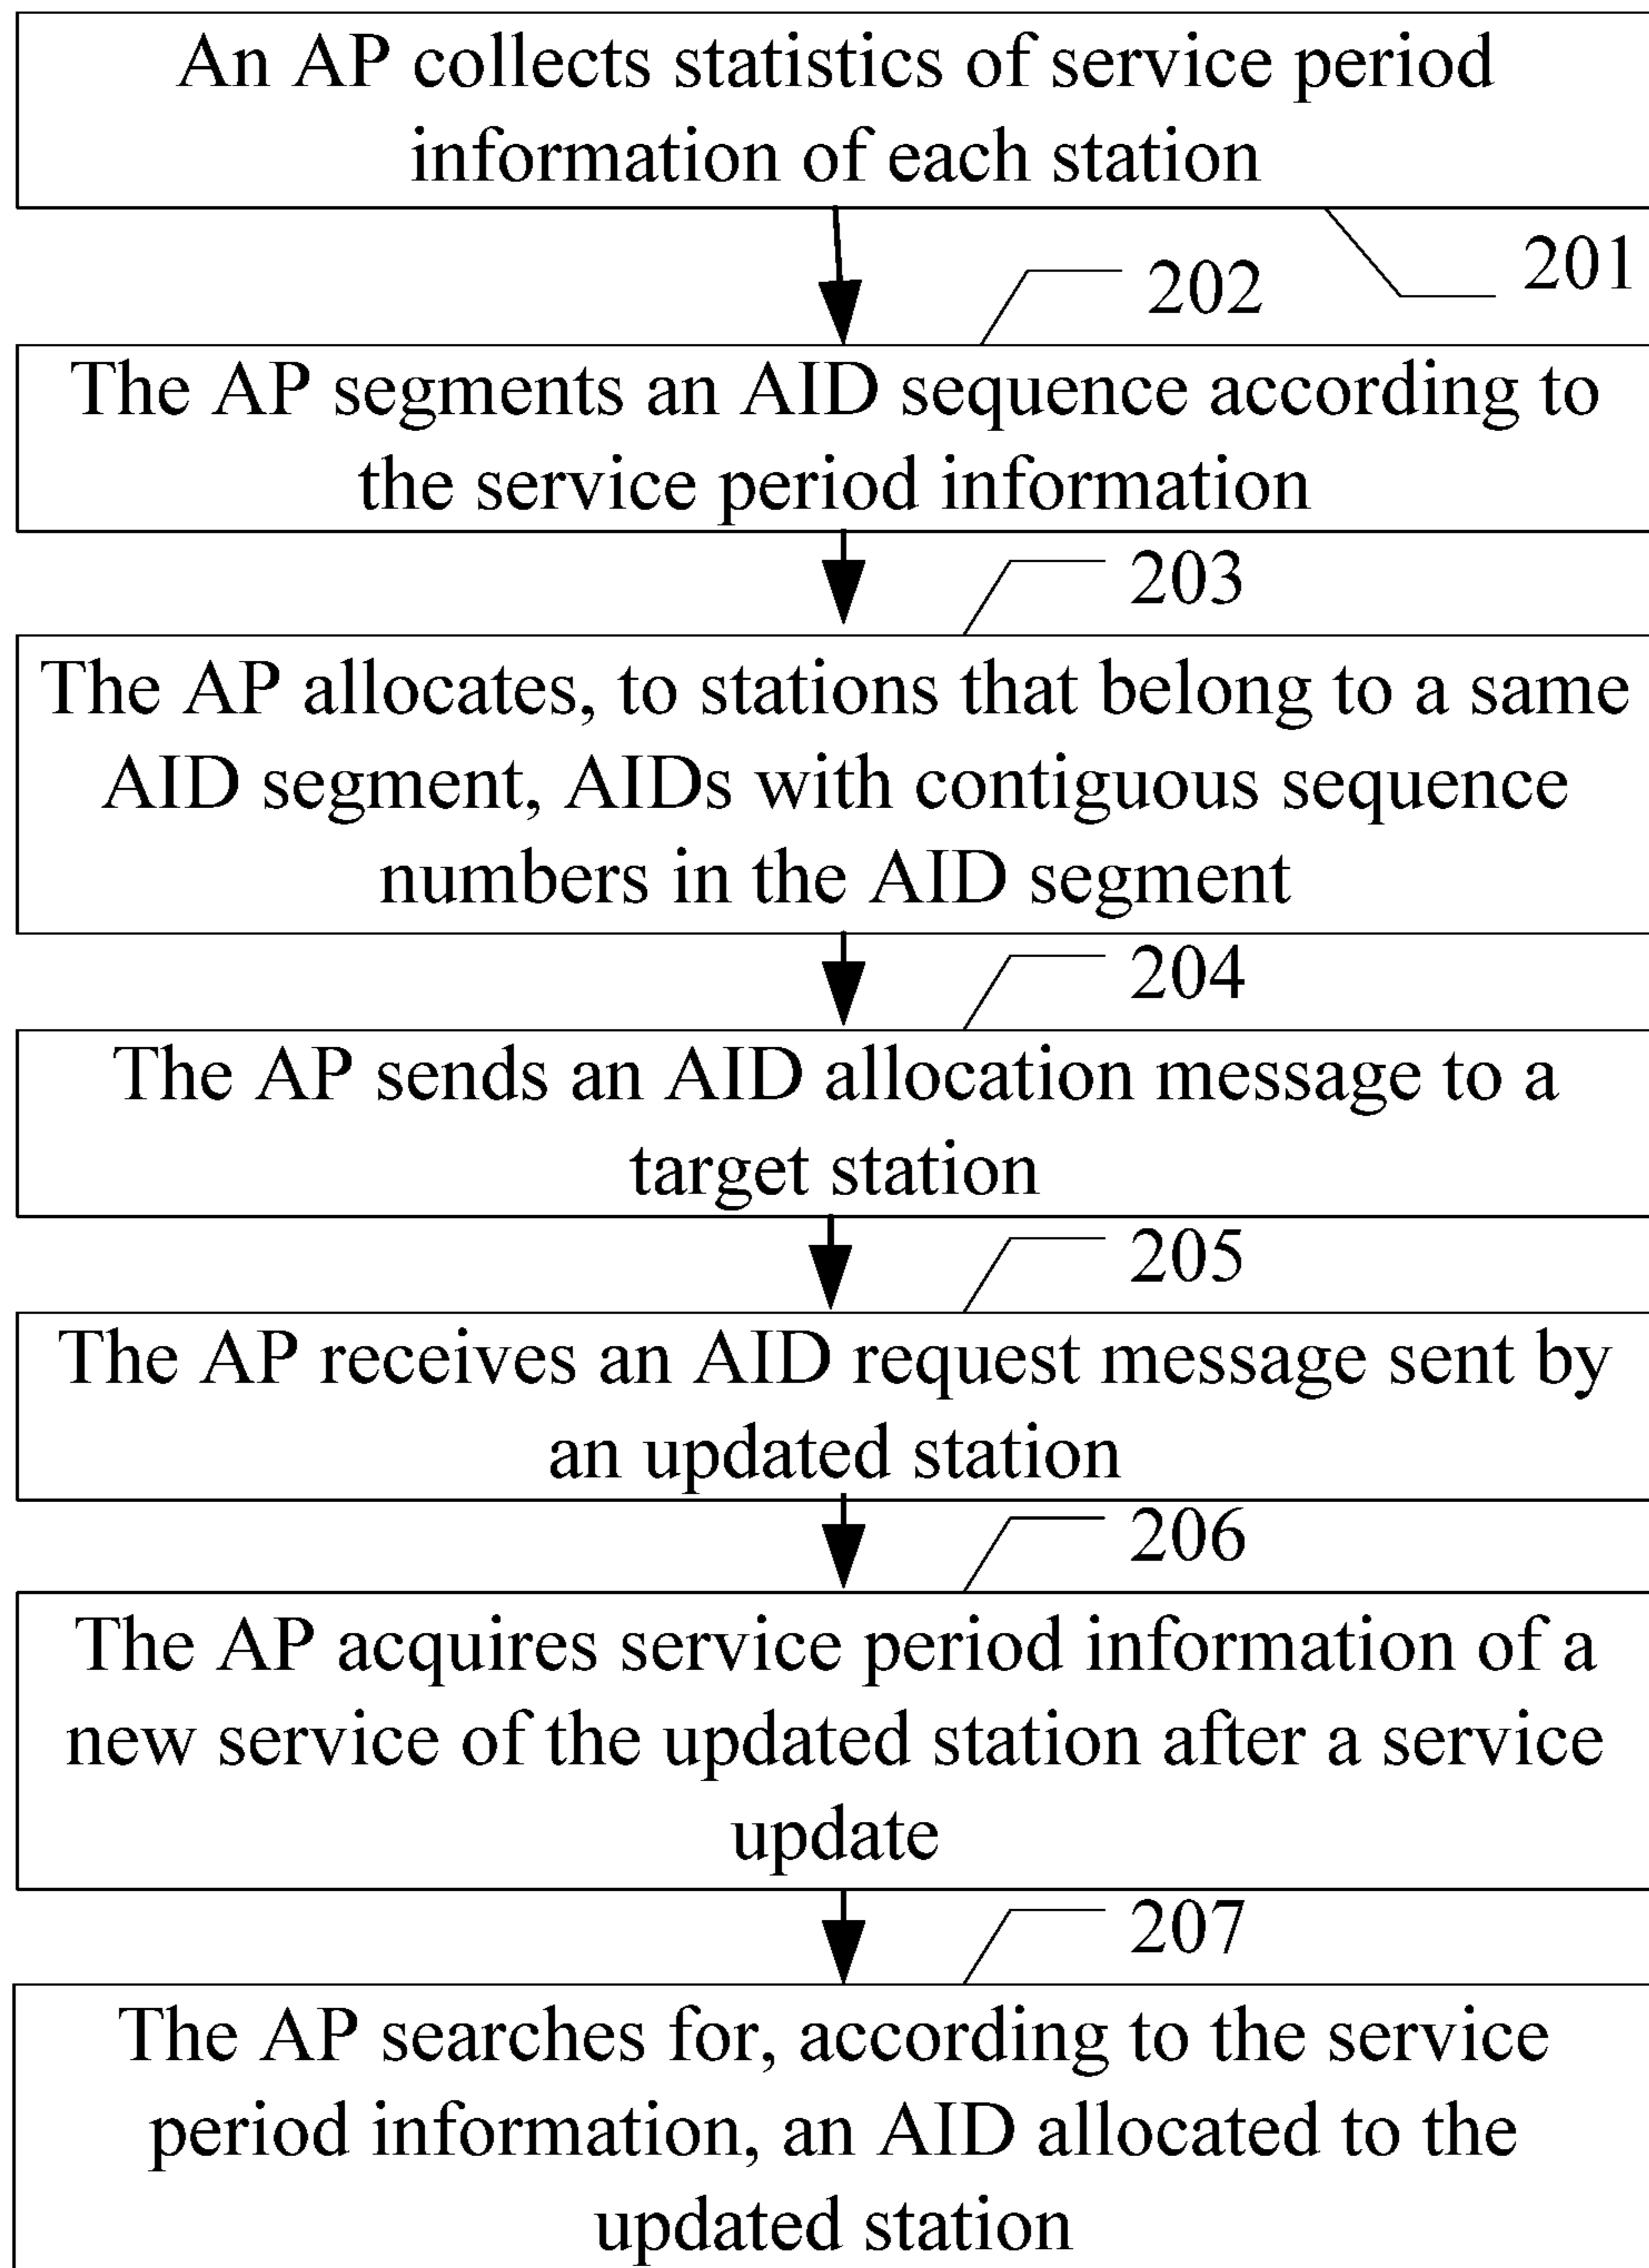 An AP collects statistics of service period
information of each station
201
202
The AP segments an AID sequence according to
the service period information
203
The AP allocates, to stations that belong to a same
AID segment, AIDs with contiguous sequence
numbers in the AID segment
204
The AP sends an AID allocation message to a
target station
205
The AP receives an AID request message sent by
an updated station
206
The AP acquires service period information of a
new service of the updated station after a service
update
207
The AP searches for, according to the service
period information, an AID allocated to the
updated station